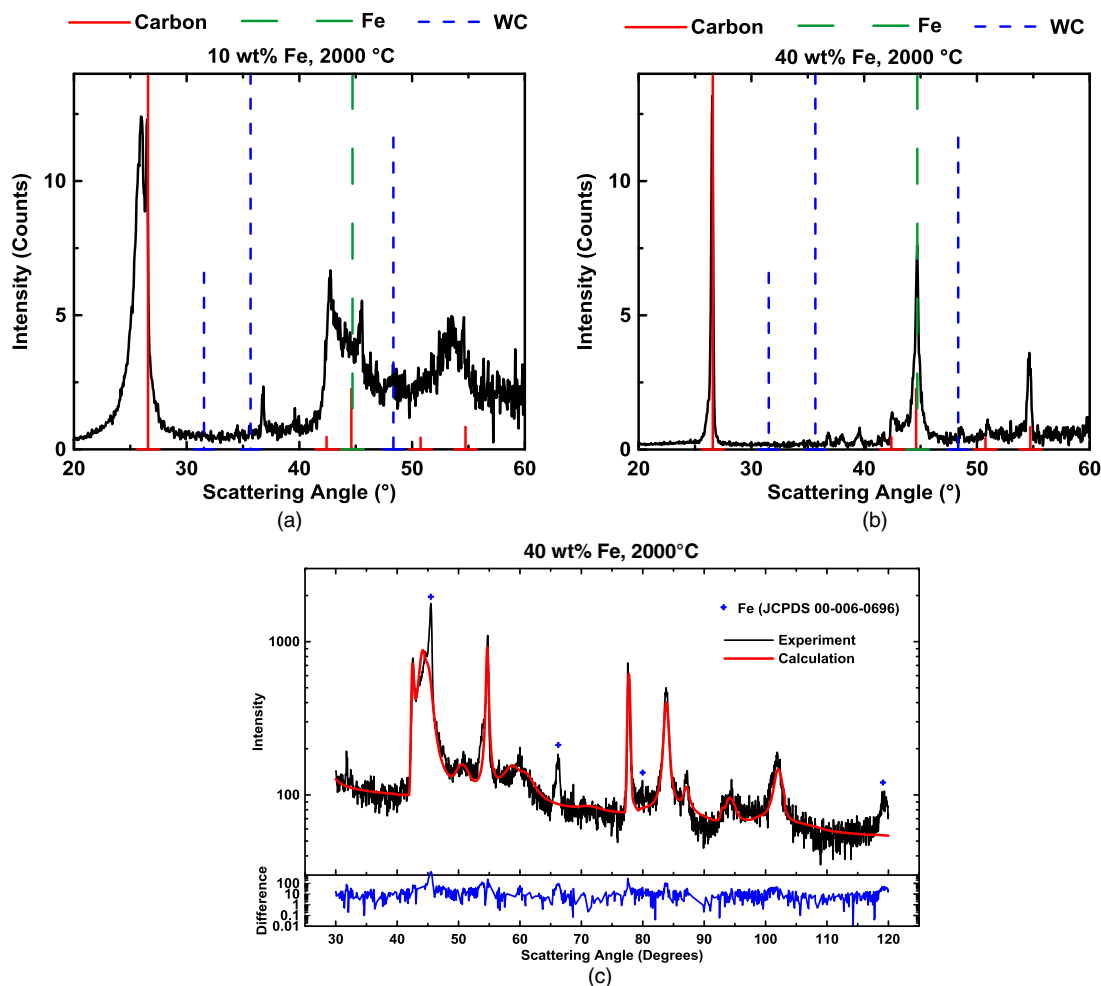 Carbon Fe WC
10 wt% Fe, 2000 °C
Intensity (Counts)
10
5
0
20 30 40 50 60
Scattering Angle (°)
(a)
Carbon Fe WC
40 wt% Fe, 2000 °C
Intensity (Counts)
10
5
0
20 30 40 50 60
Scattering Angle (°)
(b)
40 wt% Fe, 2000°C
Fe (JCPDS 00-006-0696)
Experiment
Calculation
Intensity
1000
100
Difference
100
10
0.1
0.01
30 40 50 60 70 80 90 100 110 120
Scattering Angle (Degrees)
(c)